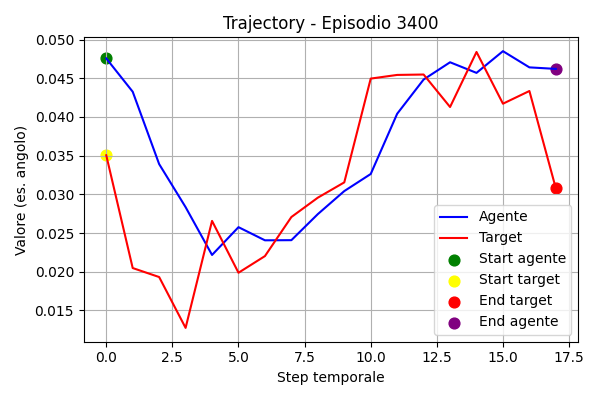 Trajectory - Episodio 3400
Valore (es. angolo)
0.050
0.045
0.040
0.035
0.030
0.025
0.020
0.015
0.0
2.5
5.0
7.5
10.0
12.5
15.0
17.5
Step temporale
Agente
Target
Start agente
Start target
End target
End agente